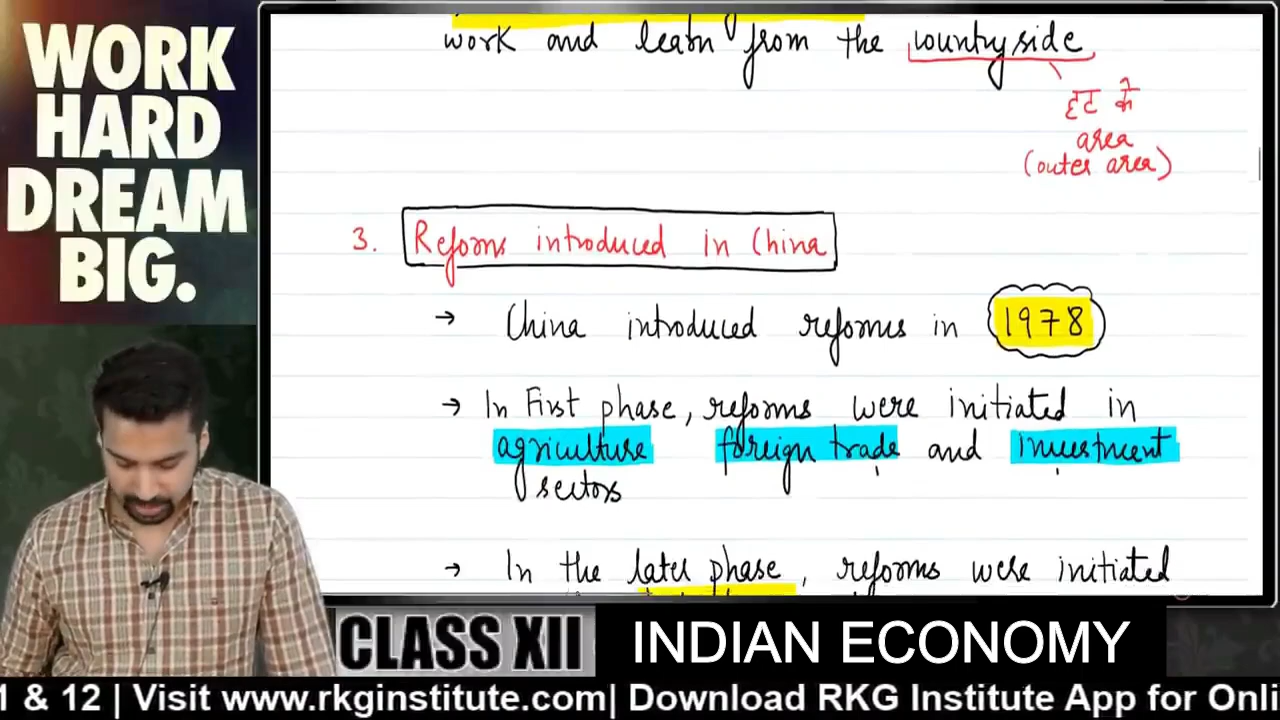 WORK
HARD
DREAM
BIG.
work and learn from the countryside
हट के
area
(outer area)
3. Reforms introduced in China
→ China introduced reforms in 1978
→ In First phase, reforms were initiated in
agriculture foreign trade and investment
sectors
→ In the later phase, reforms were initiated
CLASS XII INDIAN ECONOMY
1 & 12 | Visit www.rkginstitute.com| Download RKG Institute App for Onli